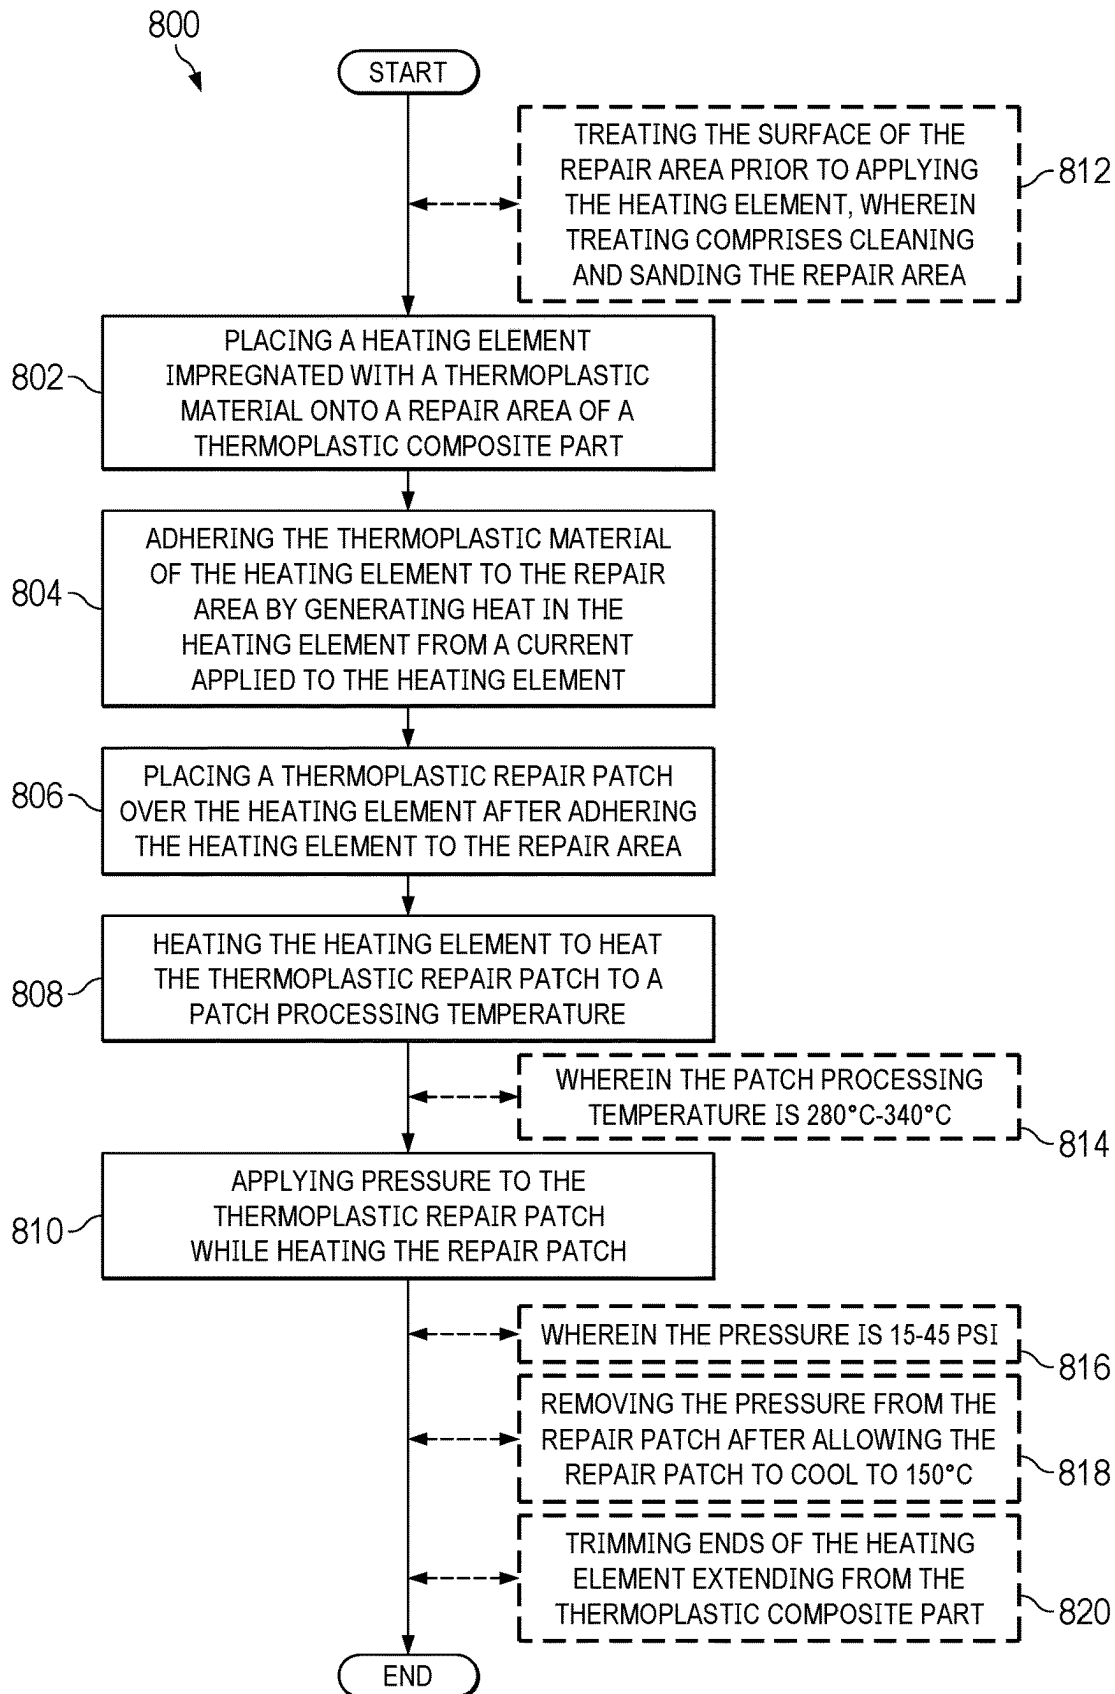 800
START
TREATING THE SURFACE OF THE
REPAIR AREA PRIOR TO APPLYING
THE HEATING ELEMENT, WHEREIN
TREATING COMPRISES CLEANING
AND SANDING THE REPAIR AREA
812
802
PLACING A HEATING ELEMENT
IMPREGNATED WITH A THERMOPLASTIC
MATERIAL ONTO A REPAIR AREA OF A
THERMOPLASTIC COMPOSITE PART
804
ADHERING THE THERMOPLASTIC MATERIAL
OF THE HEATING ELEMENT TO THE REPAIR
AREA BY GENERATING HEAT IN THE
HEATING ELEMENT FROM A CURRENT
APPLIED TO THE HEATING ELEMENT
806
PLACING A THERMOPLASTIC REPAIR PATCH
OVER THE HEATING ELEMENT AFTER ADHERING
THE HEATING ELEMENT TO THE REPAIR AREA
808
HEATING THE HEATING ELEMENT TO HEAT
THE THERMOPLASTIC REPAIR PATCH TO A
PATCH PROCESSING TEMPERATURE
WHEREIN THE PATCH PROCESSING
TEMPERATURE IS 280°C-340°C
814
810
APPLYING PRESSURE TO THE
THERMOPLASTIC REPAIR PATCH
WHILE HEATING THE REPAIR PATCH
WHEREIN THE PRESSURE IS 15-45 PSI
816
REMOVING THE PRESSURE FROM THE
REPAIR PATCH AFTER ALLOWING THE
REPAIR PATCH TO COOL TO 150°C
818
TRIMMING ENDS OF THE HEATING
ELEMENT EXTENDING FROM THE
THERMOPLASTIC COMPOSITE PART
820
END